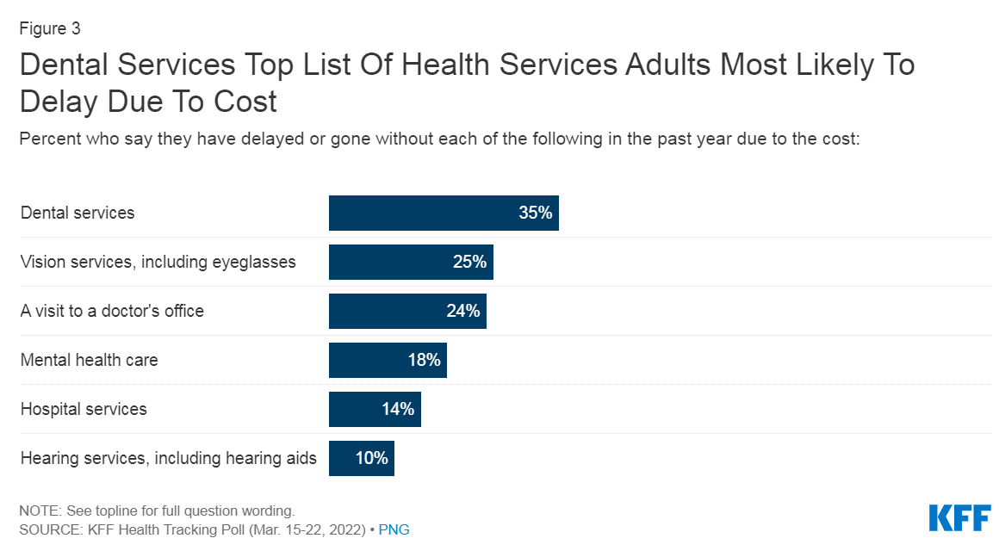 Figure 3
Dental Services Top List Of Health Services Adults Most Likely To
Delay Due To Cost
Percent who say they have delayed or gone without each of the following in the past year due to the cost:
Dental services 35%
Vision services, including eyeglasses 25%
A visit to a doctor's office 24%
Mental health care 18%
Hospital services 14%
Hearing services, including hearing aids 10%
NOTE: See topline for full question wording.
SOURCE: KFF Health Tracking Poll (Mar. 15-22, 2022) • PNG
KFF